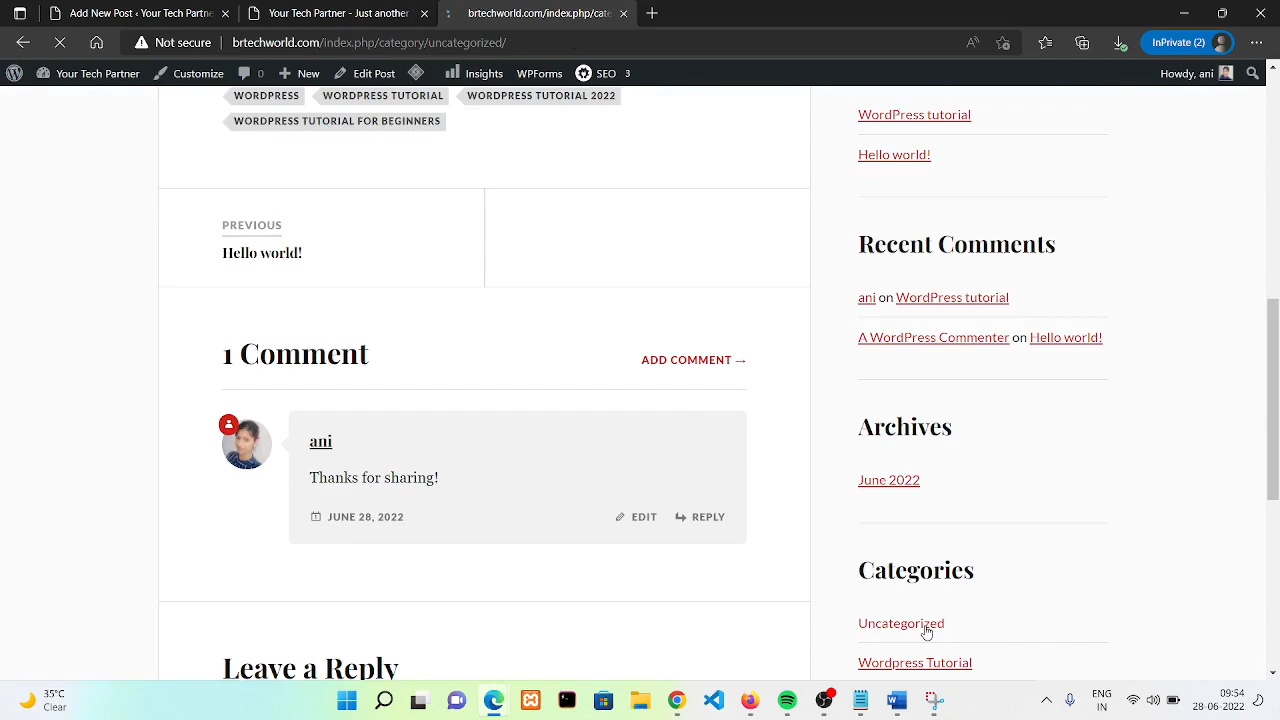 Add New Post ‹ Your Tech Partne
Your Tech Partner - Just another
brtechworld.com/index.php/cate
Not secure
brtechworld.com/index.php/category/uncategorized/
InPrivate (2)
Your Tech Partner
Customize
0
New
Edit Post
Insights
WPForms
SEO
3
Howdy, ani
WORDPRESS
WORDPRESS TUTORIAL
WORDPRESS TUTORIAL 2022
WORDPRESS TUTORIAL FOR BEGINNERS
PREVIOUS
Hello world!
1 Comment
ADD COMMENT →
ani
Thanks for sharing!
JUNE 28, 2022
EDIT
REPLY
Leave a Reply
WordPress tutorial
Hello world!
Recent Comments
ani on WordPress tutorial
A WordPress Commenter on Hello world!
Archives
June 2022
Categories
Uncategorized
Wordpress Tutorial
35°C
Clear
ENG
IN
09:54